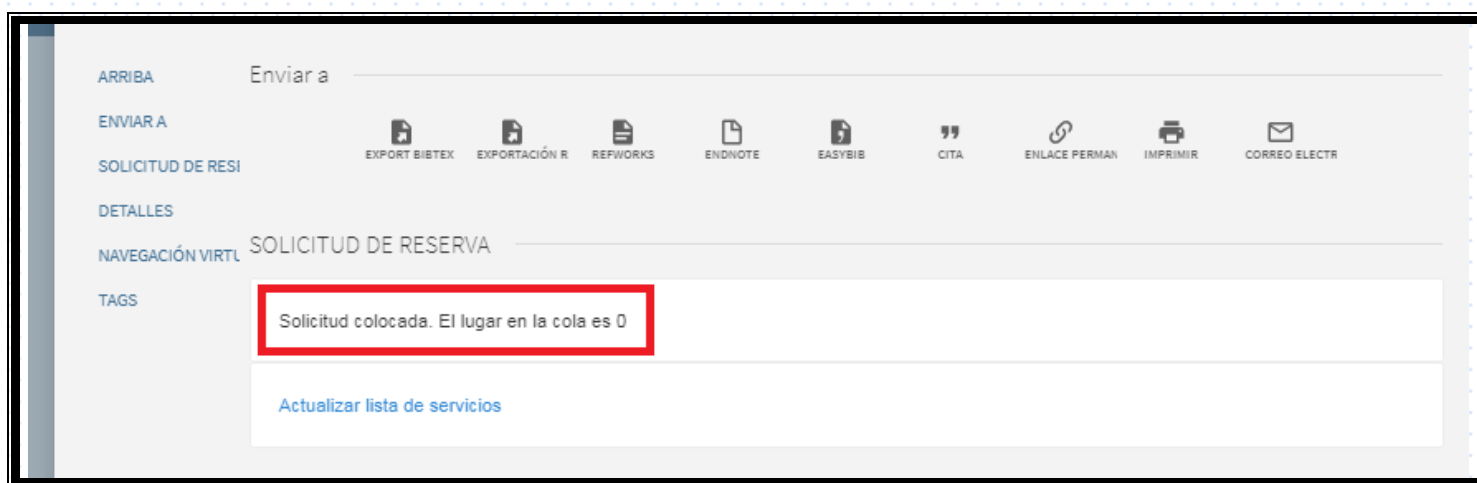 ARRIBA
ENVIAR A
SOLICITUD DE RESE
DETALLES
NAVEGACIÓN VIRTU
TAGS
Enviar a
EXPORT BIBTEX EXPORTACIÓN R REFWORKS ENDNOTE EASYBIB CITA ENLACE PERMAN IMPRIMIR CORREO ELECTR
SOLICITUD DE RESERVA
Solicitud colocada. El lugar en la cola es 0
Actualizar lista de servicios